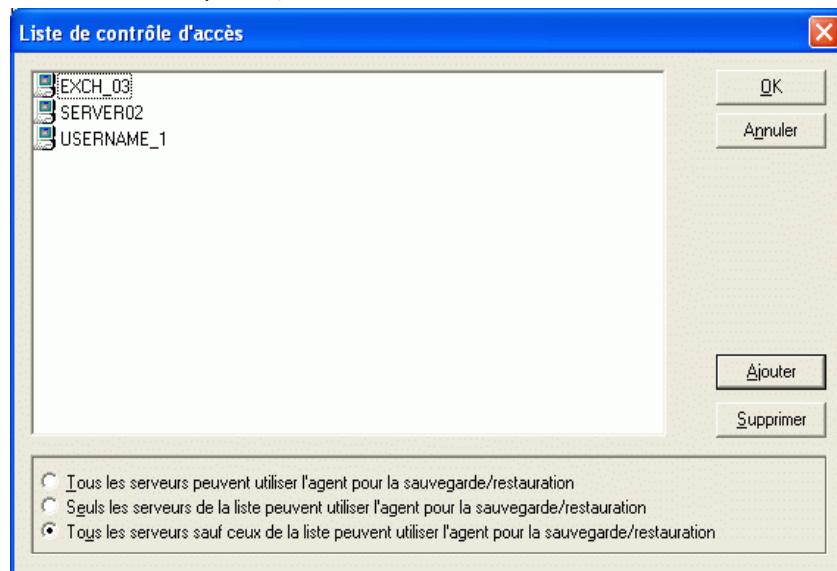 Liste de contrôle d'accès
EXCH_03
SERVER02
USERNAME_1
OK
Annuler
Ajouter
Supprimer
Tous les serveurs peuvent utiliser l'agent pour la sauvegarde/restauration
Seuls les serveurs de la liste peuvent utiliser l'agent pour la sauvegarde/restauration
Tous les serveurs sauf ceux de la liste peuvent utiliser l'agent pour la sauvegarde/restauration